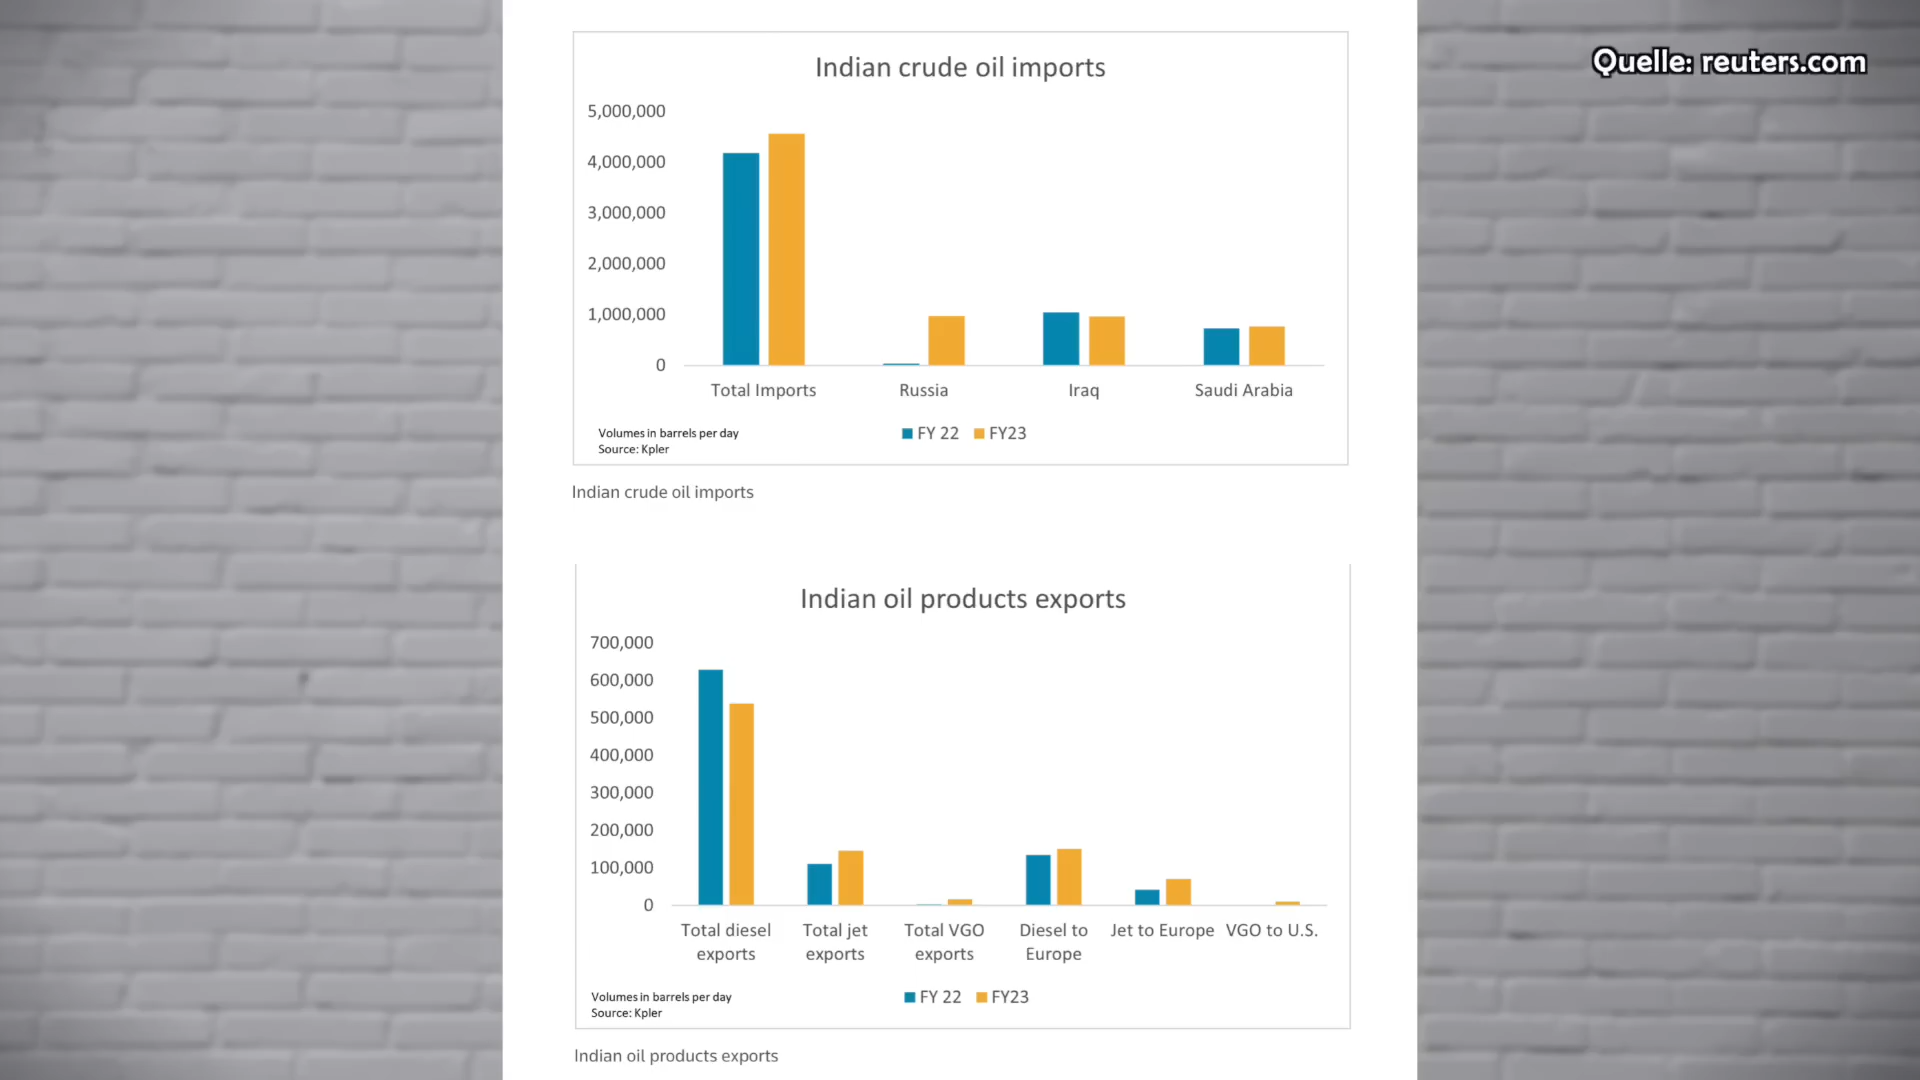 Quelle: reuters.com
Indian crude oil imports
5,000,000
4,000,000
3,000,000
2,000,000
1,000,000
0
Total Imports Russia Iraq Saudi Arabia
FY 22 FY23
Volumes in barrels per day
Source: Kpler
Indian crude oil imports
Indian oil products exports
700,000
600,000
500,000
400,000
300,000
200,000
100,000
0
Total diesel exports
Total jet exports
Total VGO exports
Diesel to Europe
Jet to Europe
VGO to U.S.
FY 22 FY23
Volumes in barrels per day
Source: Kpler
Indian oil products exports